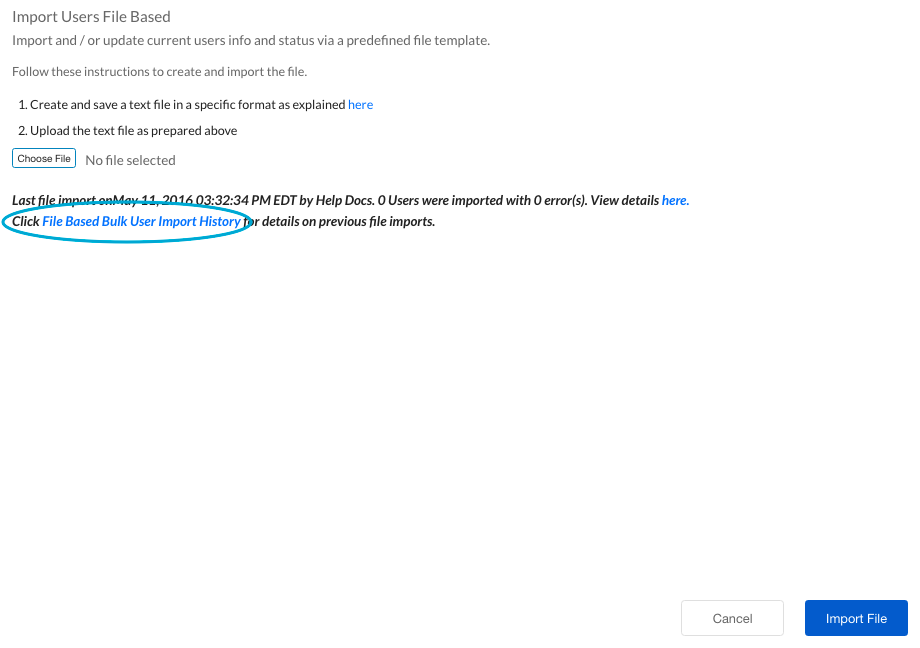 Import Users File Based
Import and / or update current users info and status via a predefined file template.
Follow these instructions to create and import the file.
1. Create and save a text file in a specific format as explained here
2. Upload the text file as prepared above
Choose File No file selected
Last file import onMay 11, 2016 03:32:34 PM EDT by Help Docs. 0 Users were imported with 0 error(s). View details here.
Click File Based Bulk User Import History for details on previous file imports.
Cancel Import File